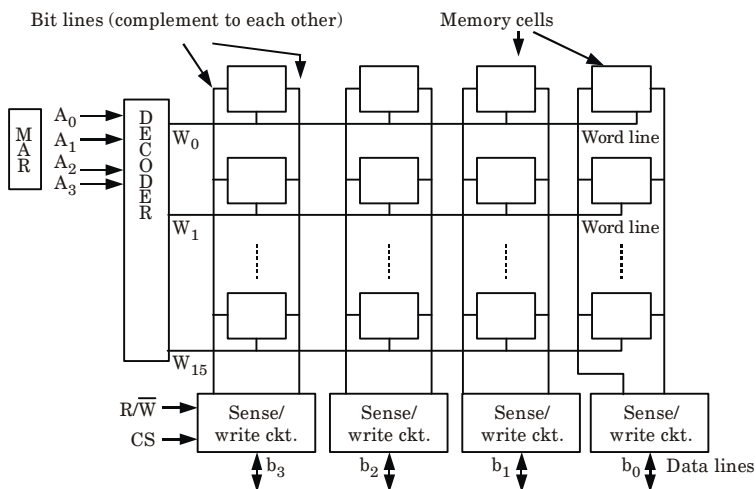 Bit lines (complement to each other)
Memory cells
MAR
A0
A1
A2
A3
DECODER
W0
Word line
W1
Word line
W15
R/W̅
CS
Sense/
write ckt.
Sense/
write ckt.
Sense/
write ckt.
Sense/
write ckt.
b3
b2
b1
b0
Data lines